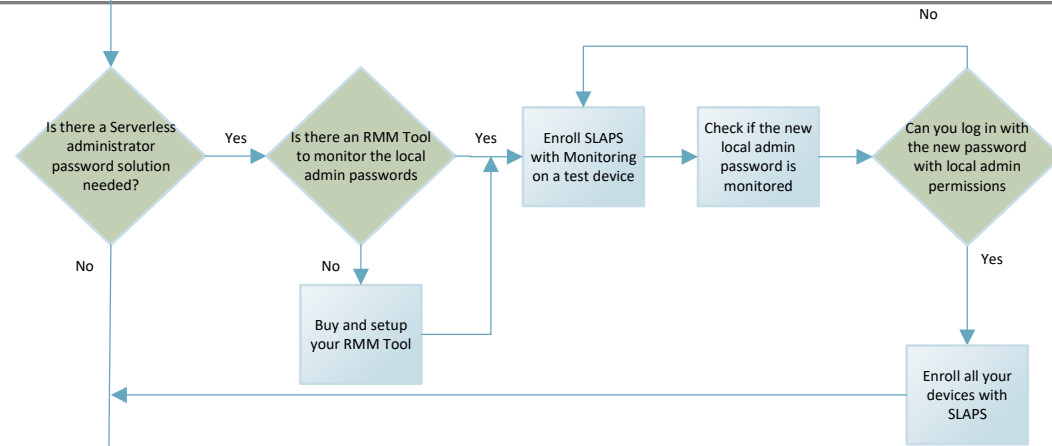 No
Is there a Serverless
administrator
password solution
needed?
Yes
Is there an RMM Tool
to monitor the local
admin passwords
Yes
Enroll SLAPS
with Monitoring
on a test device
Check if the new
local admin
password is
monitored
Can you log in with
the new password
with local admin
permissions
No
No
Yes
Buy and setup
your RMM Tool
Enroll all your
devices with
SLAPS